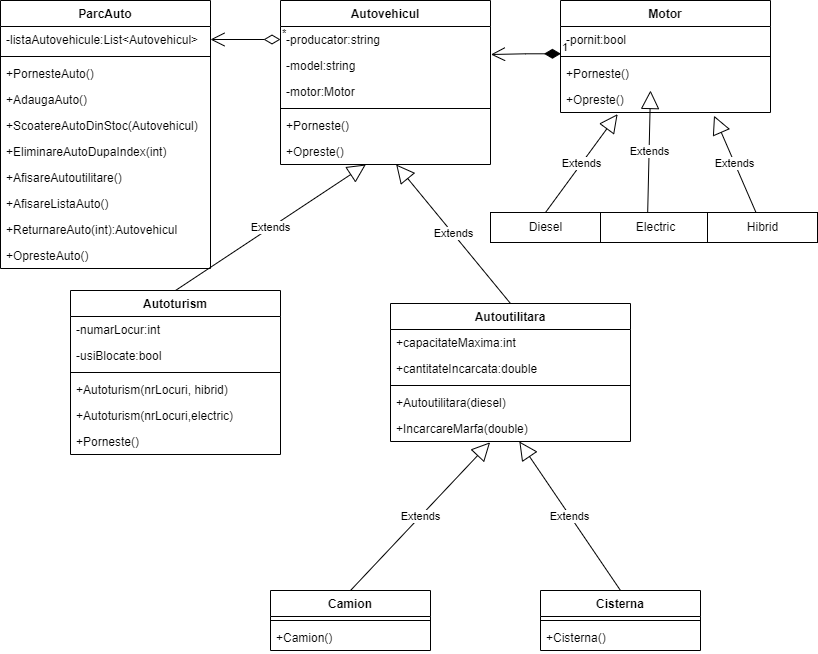 ParcAuto
-listaAutovehicule:List<Autovehicul>
+PornesteAuto()
+AdaugaAuto()
+ScoatereAutoDinStoc(Autovehicul)
+EliminareAutoDupaIndex(int)
+AfisareAutoutilitare()
+AfisareListaAuto()
+ReturnareAuto(int):Autovehicul
+OpresteAuto()
Autovehicul
*
-producator:string
-model:string
-motor:Motor
+Porneste()
+Opreste()
Motor
1
-pornit:bool
+Porneste()
+Opreste()
Extends
Extends
Extends
Diesel
Electric
Hibrid
Extends
Extends
Autoturism
-numarLocur:int
-usiBlocate:bool
+Autoturism(nrLocuri, hibrid)
+Autoturism(nrLocuri,electric)
+Porneste()
Autoutilitara
+capacitateMaxima:int
+cantitateIncarcata:double
+Autoutilitara(diesel)
+IncarcareMarfa(double)
Extends
Extends
Camion
+Camion()
Cisterna
+Cisterna()